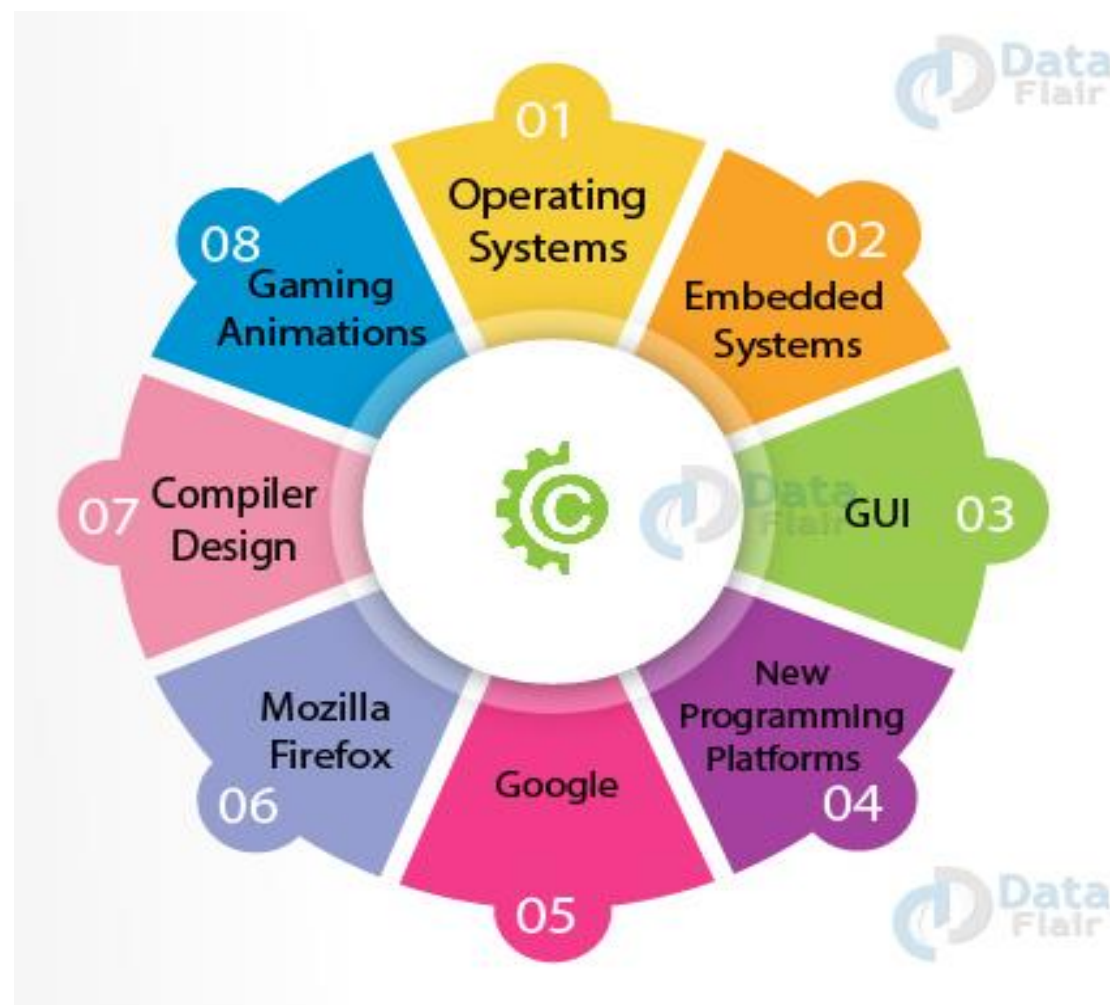 Data
Flair
01
Operating
Systems
02
Embedded
Systems
03
GUI
04
New
Programming
Platforms
05
Google
06
Mozilla
Firefox
07
Compiler
Design
08
Gaming
Animations
C
Data
Flair
Data
Flair